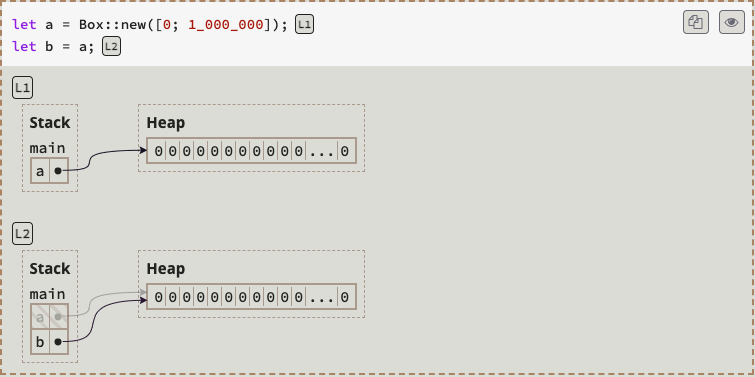 let a = Box::new([0; 1_000_000]); L1
let b = a; L2
L1
Stack
main
a
Heap
0 0 0 0 0 0 0 0 0 0 0 ... 0
L2
Stack
main
a
b
Heap
0 0 0 0 0 0 0 0 0 0 0 ... 0